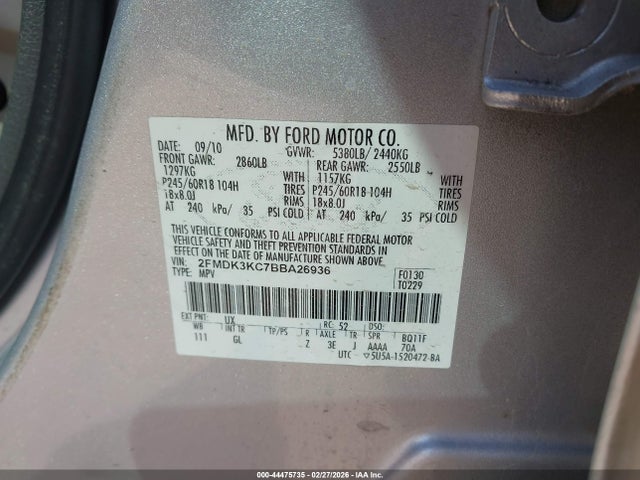 MFD. BY FORD MOTOR CO.
DATE: 09/10 GVWR: 5380LB/ 2440KG
FRONT GAWR: 2860LB REAR GAWR: 2550LB
1297KG WITH 1157KG WITH
P245/60R18 104H TIRES P245/60R18 104H TIRES
18x8.0J RIMS 18x8.0J RIMS
AT 240 kPa/ 35 PSI COLD AT 240 kPa/ 35 PSI COLD
THIS VEHICLE CONFORMS TO ALL APPLICABLE FEDERAL MOTOR
VEHICLE SAFETY AND THEFT PREVENTION STANDARDS IN EFFECT
ON THE DATE OF MANUFACTURE SHOWN ABOVE.
VIN: 2FMDK3KC7BBA26936 F0130
TYPE: MPV T0229
EXT PNT: UX RC: 52 DSO:
WB INT TR TP/PS R AXLE TR SPR BQ11F
111 GL Z 3E J AAAA 70A
UTC ▽5U5A-1520472-BA
000-44475735 - 02/27/2026 - IAA Inc.